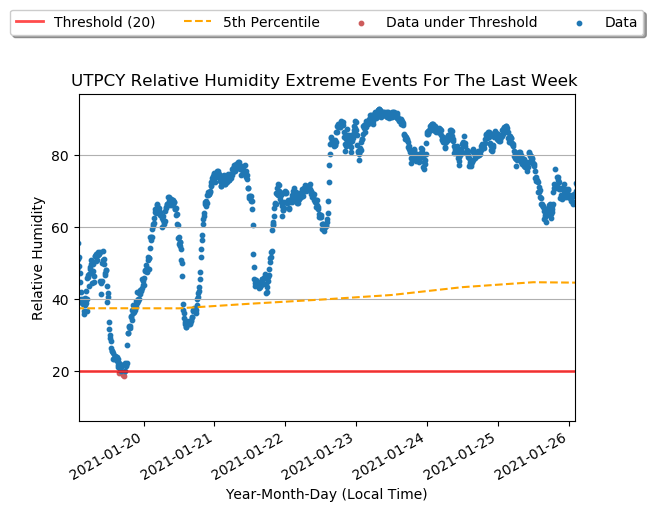 Threshold (20) 5th Percentile Data under Threshold Data
UTPCY Relative Humidity Extreme Events For The Last Week
80
60
40
20
Relative Humidity
2021-01-20 2021-01-21 2021-01-22 2021-01-23 2021-01-24 2021-01-25 2021-01-26
Year-Month-Day (Local Time)